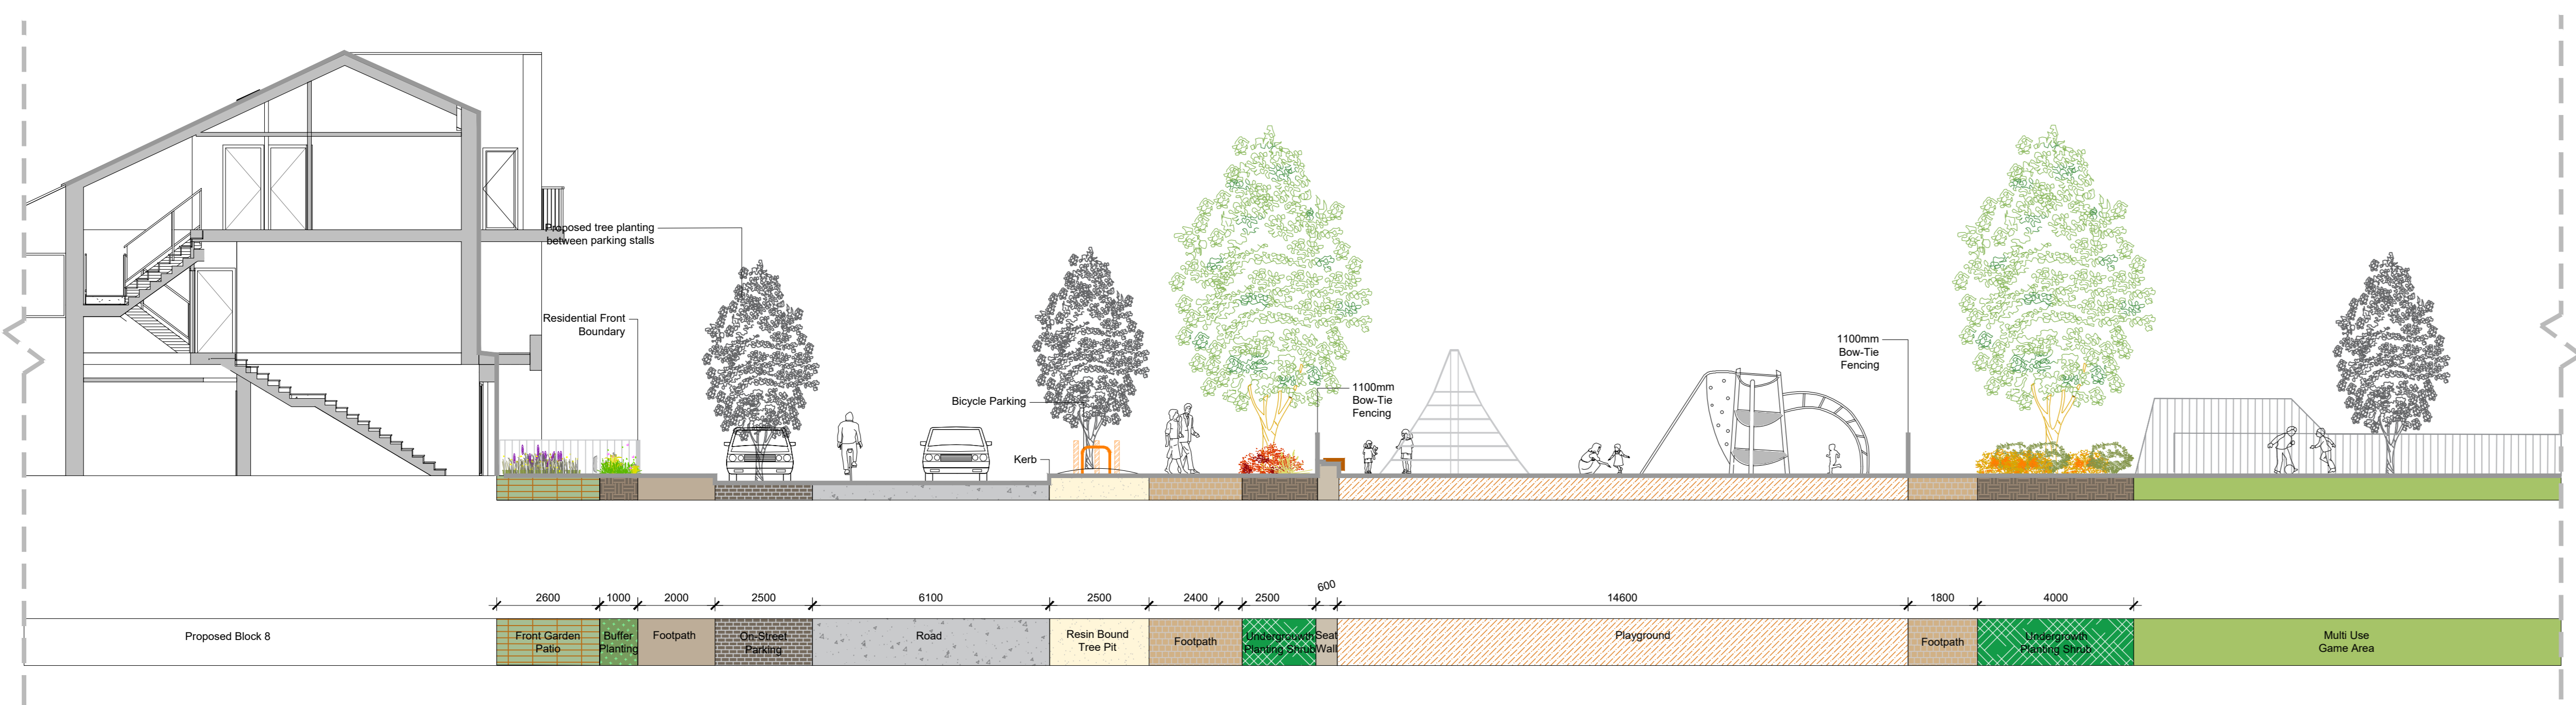 Proposed tree planting
between parking stalls
Residential Front
Boundary
Bicycle Parking
Kerb
1100mm
Bow-Tie
Fencing
1100mm
Bow-Tie
Fencing
2600
1000
2000
2500
6100
2500
2400
2500
600
14600
1800
4000
Proposed Block 8
Front Garden
Patio
Buffer
Planting
Footpath
On-Street
Parking
Road
Resin Bound
Tree Pit
Footpath
Undergrowth
Planting Shrub
Seat
Wall
Playground
Footpath
Undergrowth
Planting Shrub
Multi Use
Game Area